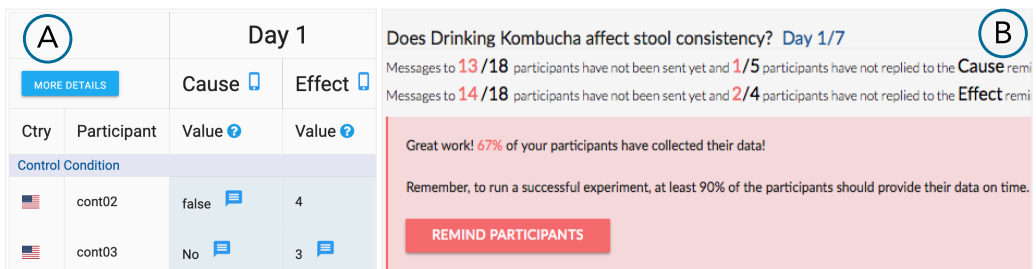 A
Day 1
MORE DETAILS
Cause
Effect
Ctry
Participant
Value ?
Value ?
Control Condition
cont02
false
4
cont03
No
3
B
Does Drinking Kombucha affect stool consistency? Day 1/7
Messages to 13/18 participants have not been sent yet and 1/5 participants have not replied to the Cause remi
Messages to 14/18 participants have not been sent yet and 2/4 participants have not replied to the Effect remi
Great work! 67% of your participants have collected their data!
Remember, to run a successful experiment, at least 90% of the participants should provide their data on time.
REMIND PARTICIPANTS